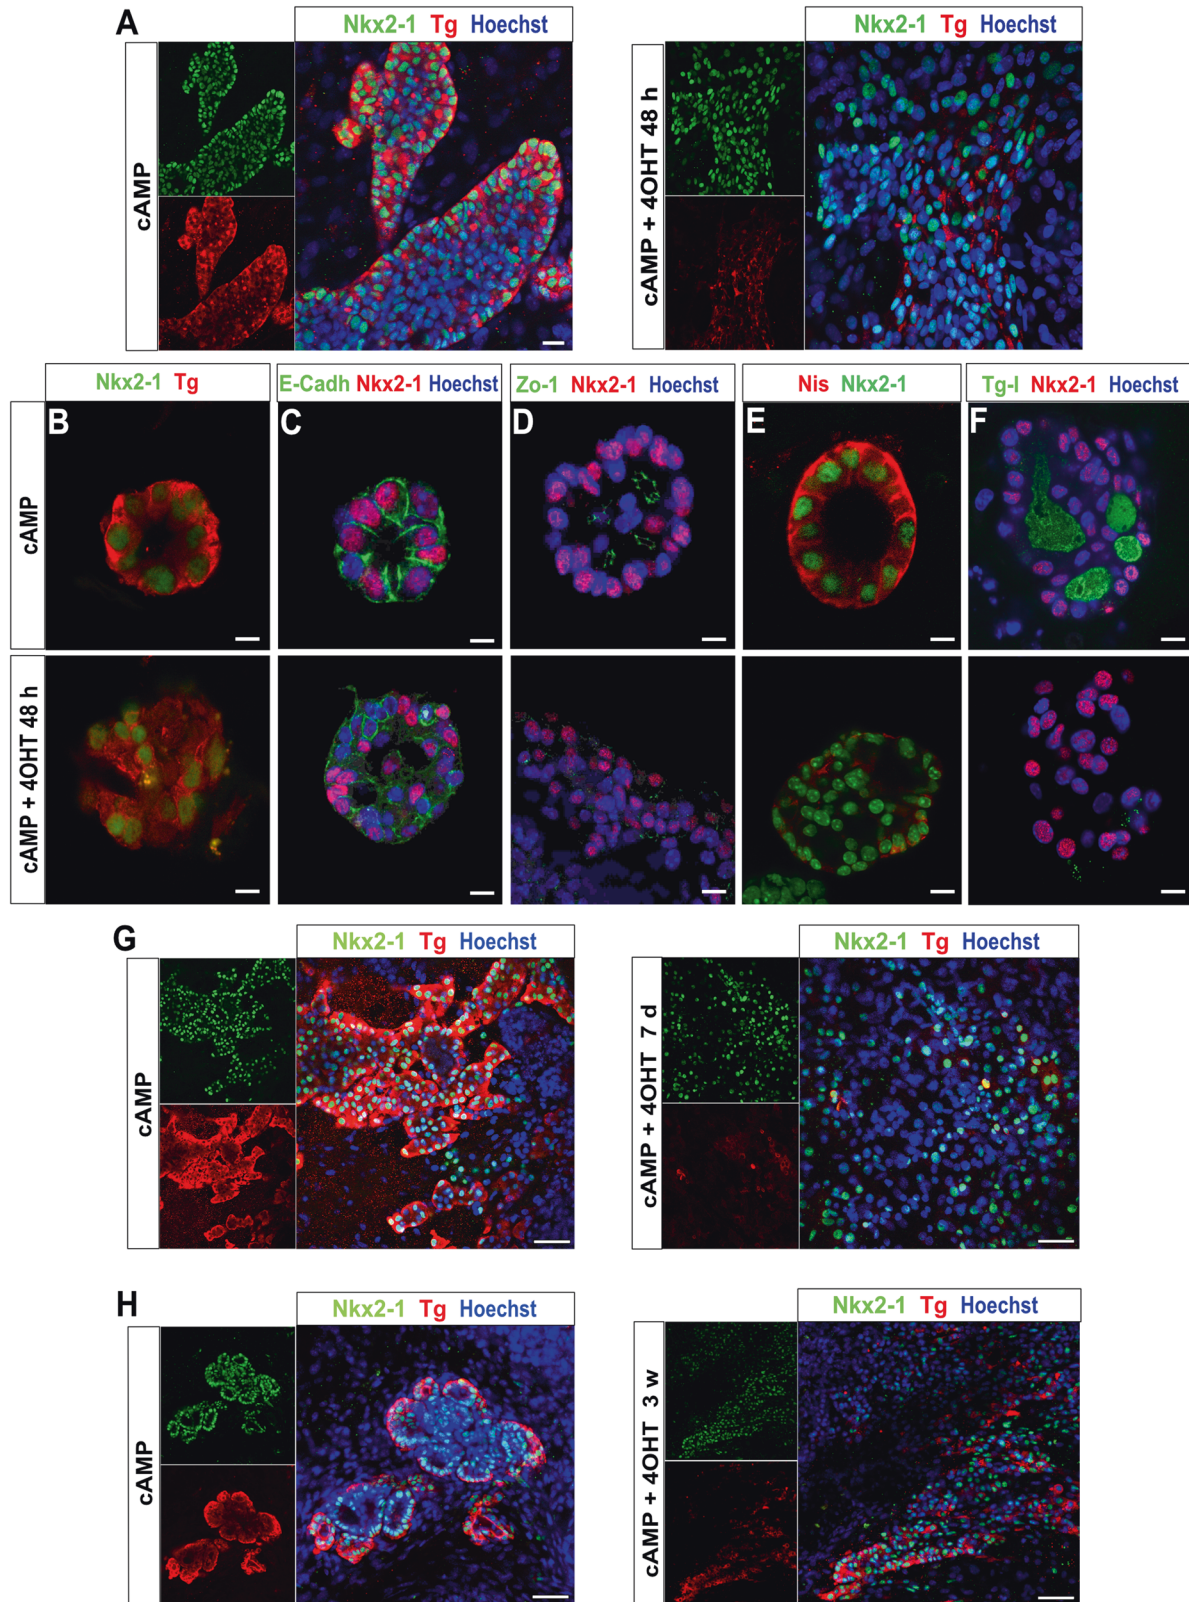 A
Nkx2-1 Tg Hoechst
cAMP
Nkx2-1 Tg Hoechst
cAMP + 4OHT 48 h
Nkx2-1 Tg
E-Cadh Nkx2-1 Hoechst
Zo-1 Nkx2-1 Hoechst
Nis Nkx2-1
Tg-I Nkx2-1 Hoechst
B
C
D
E
F
cAMP
cAMP + 4OHT 48 h
G
Nkx2-1 Tg Hoechst
cAMP
Nkx2-1 Tg Hoechst
cAMP + 4OHT 7 d
H
Nkx2-1 Tg Hoechst
cAMP
Nkx2-1 Tg Hoechst
cAMP + 4OHT 3 w